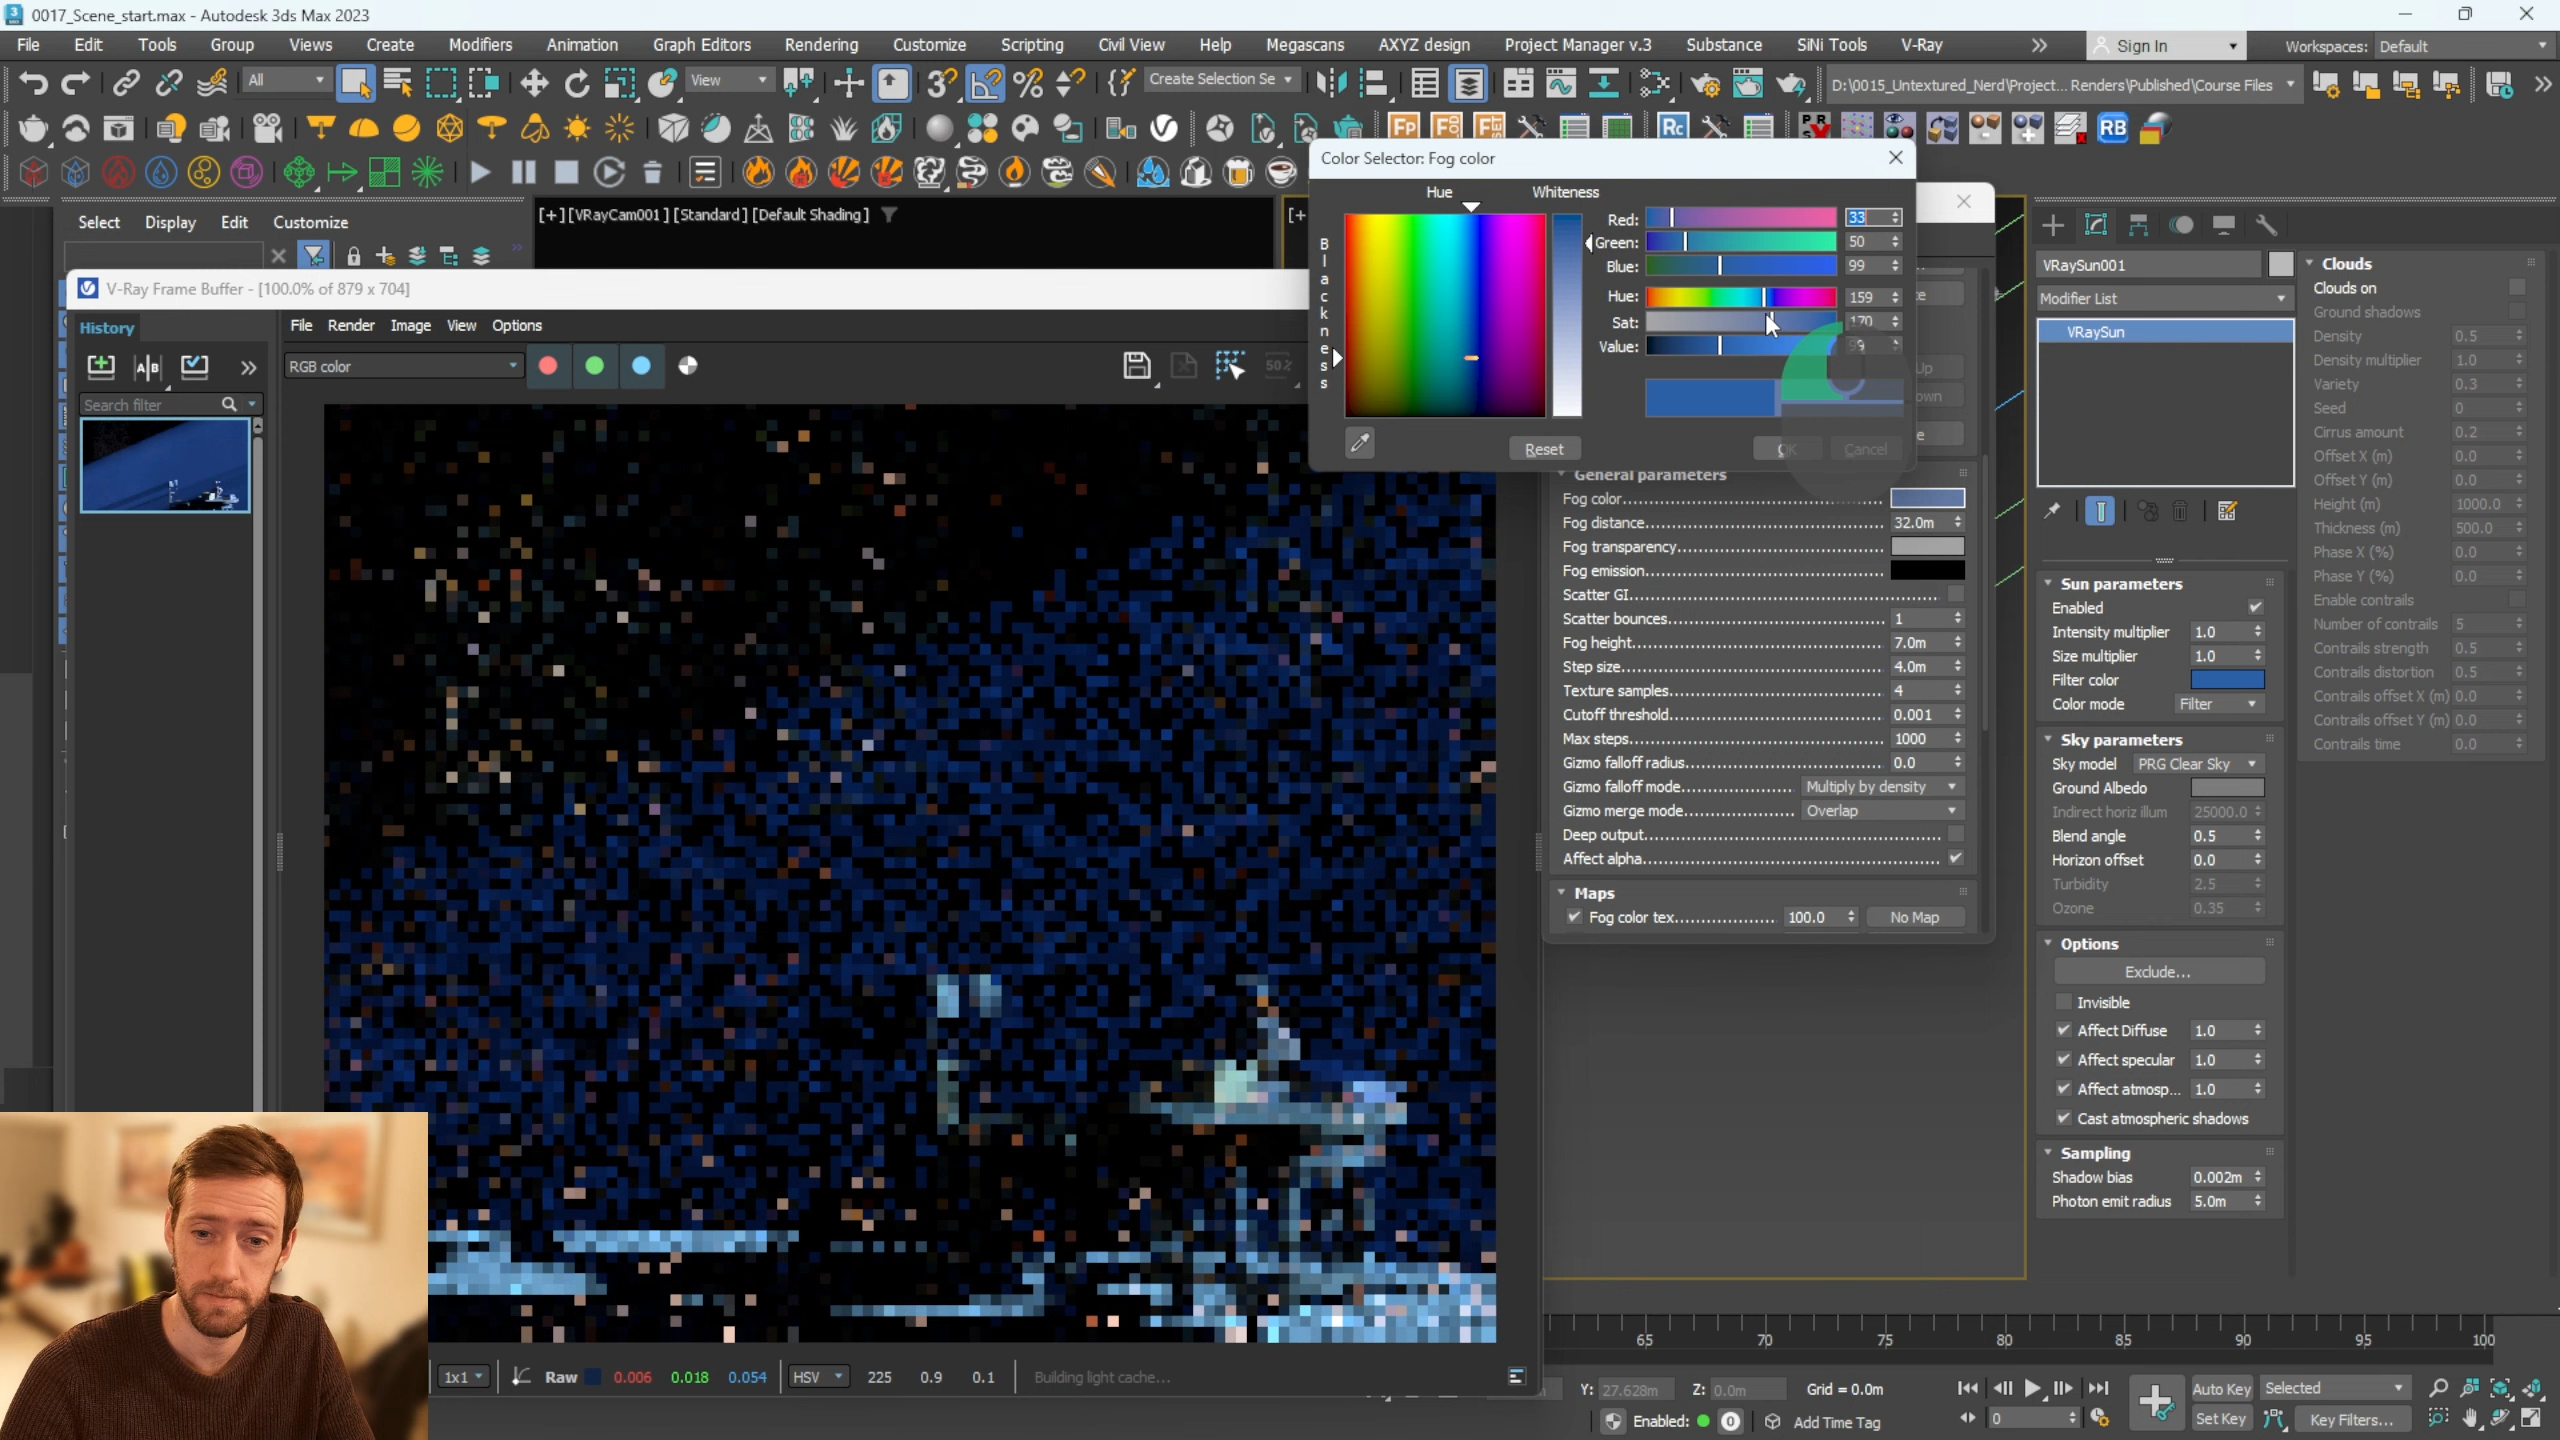 0017_Scene_start.max - Autodesk 3ds Max 2023
File Edit Tools Group Views Create Modifiers Animation Graph Editors Rendering Customize Scripting Civil View Help Megascans AXYZ design Project Manager v.3 Substance SiNi Tools V-Ray Sign In Workspaces: Default
All View Create Selection Se D:\0015_Untextured_Nerd\Project... Renders\Published\Course Files
Select Display Edit Customize
[+] [VRayCam001] [Standard] [Default Shading]
[+
V-Ray Frame Buffer - [100.0% of 879 x 704]
History
File Render Image View Options
RGB color
Search filter
50%
Color Selector: Fog color
Hue Whiteness
Blackness
Red: 33
Green: 50
Blue: 99
Hue: 159
Sat: 170
Value: 99
Reset OK Cancel
Up
General parameters
Fog color
Fog distance 32.0m
Fog transparency
Fog emission
Scatter GI
Scatter bounces 1
Fog height 7.0m
Step size 4.0m
Texture samples 4
Cutoff threshold 0.001
Max steps 1000
Gizmo falloff radius 0.0
Gizmo falloff mode Multiply by density
Gizmo merge mode Overlap
Deep output
Affect alpha
Maps
Fog color tex 100.0 No Map
VRaySun001
Modifier List
VRaySun
Sun parameters
Enabled
Intensity multiplier 1.0
Size multiplier 1.0
Filter color
Color mode Filter
Sky parameters
Sky model PRG Clear Sky
Ground Albedo
Indirect horiz illum 25000.0
Blend angle 0.5
Horizon offset 0.0
Turbidity 2.5
Ozone 0.35
Options
Exclude...
Invisible
Affect Diffuse 1.0
Affect specular 1.0
Affect atmosp... 1.0
Cast atmospheric shadows
Sampling
Shadow bias 0.002m
Photon emit radius 5.0m
Clouds
Clouds on
Ground shadows
Density 0.5
Density multiplier 1.0
Variety 0.3
Seed 0
Cirrus amount 0.2
Offset X (m) 0.0
Offset Y (m) 0.0
Height (m) 1000.0
Thickness (m) 500.0
Phase X (%) 0.0
Phase Y (%) 0.0
Enable contrails
Number of contrails 5
Contrails strength 0.5
Contrails distortion 0.5
Contrails offset X (m) 0.0
Contrails offset Y (m) 0.0
Contrails time 0.0
65 70 75 80 85 90 95 100
1x1 Raw 0.006 0.018 0.054 HSV 225 0.9 0.1 Building light cache...
Y: 27.628m Z: 0.0m Grid = 0.0m
Enabled: 0 Add Time Tag
0
Auto Key Selected
Set Key Key Filters...